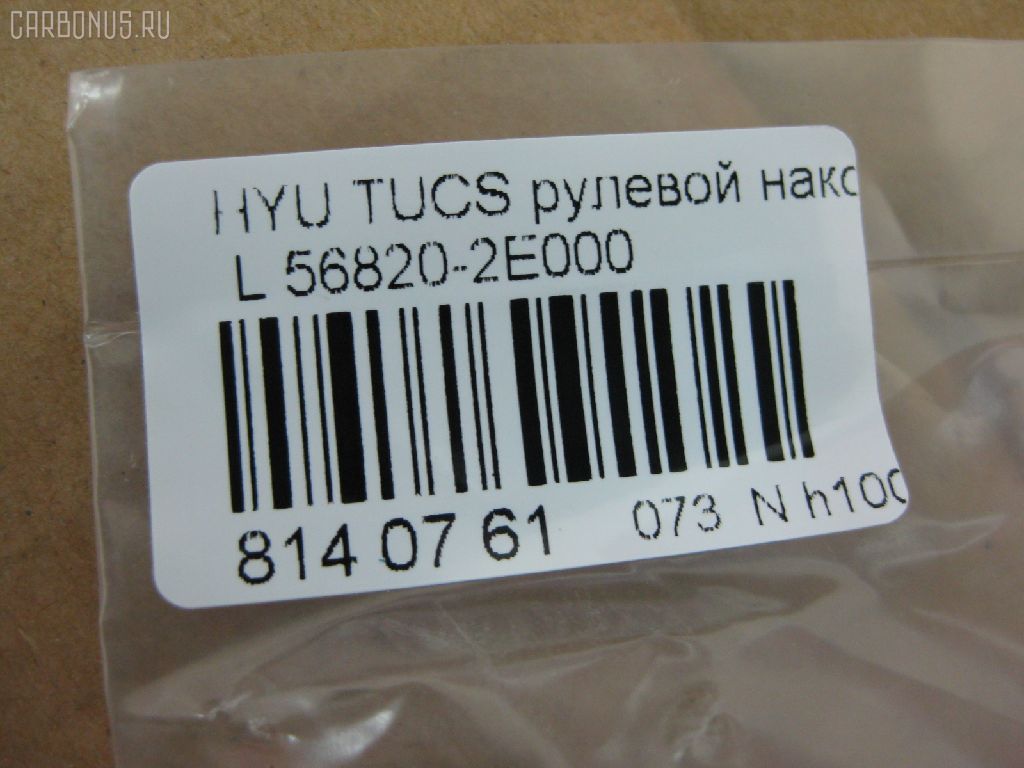 CARBONUS.RU
HYU TUCS рулевой нако
L 56820-2E000
814 07 61 073 N h100